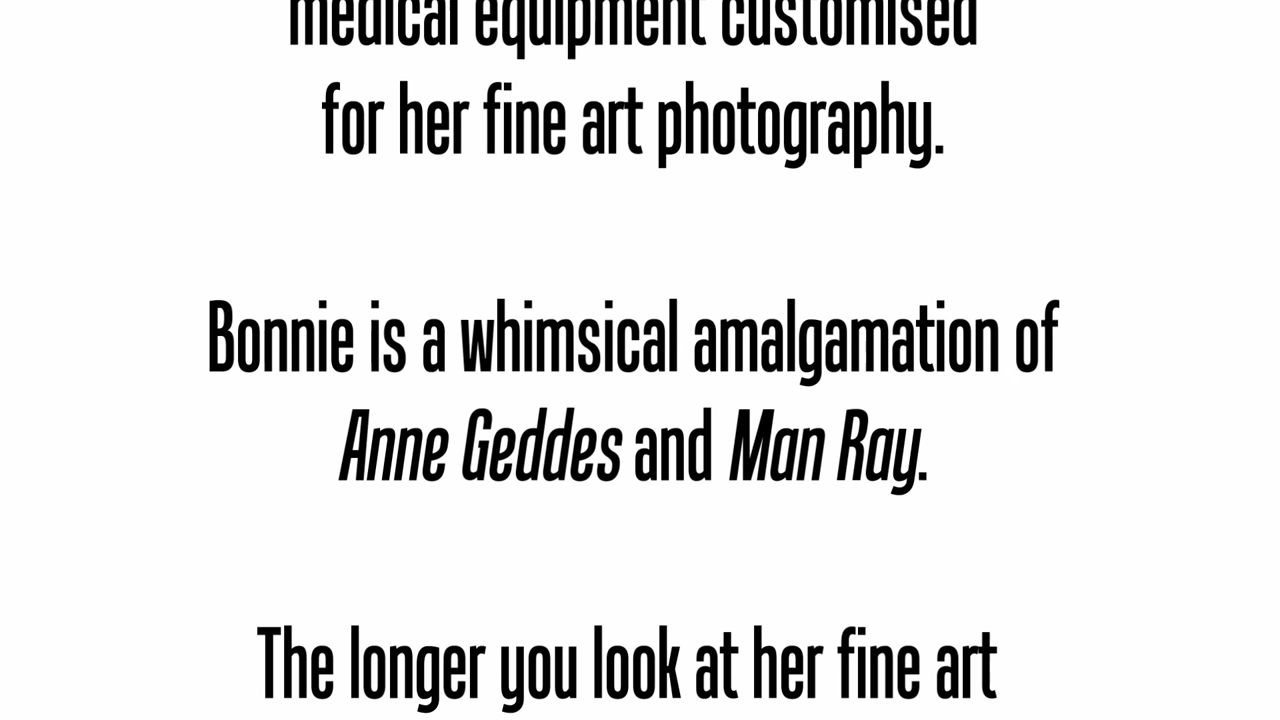 medical equipment customised
for her fine art photography.
Bonnie is a whimsical amalgamation of
Anne Geddes and Man Ray.
The longer you look at her fine art